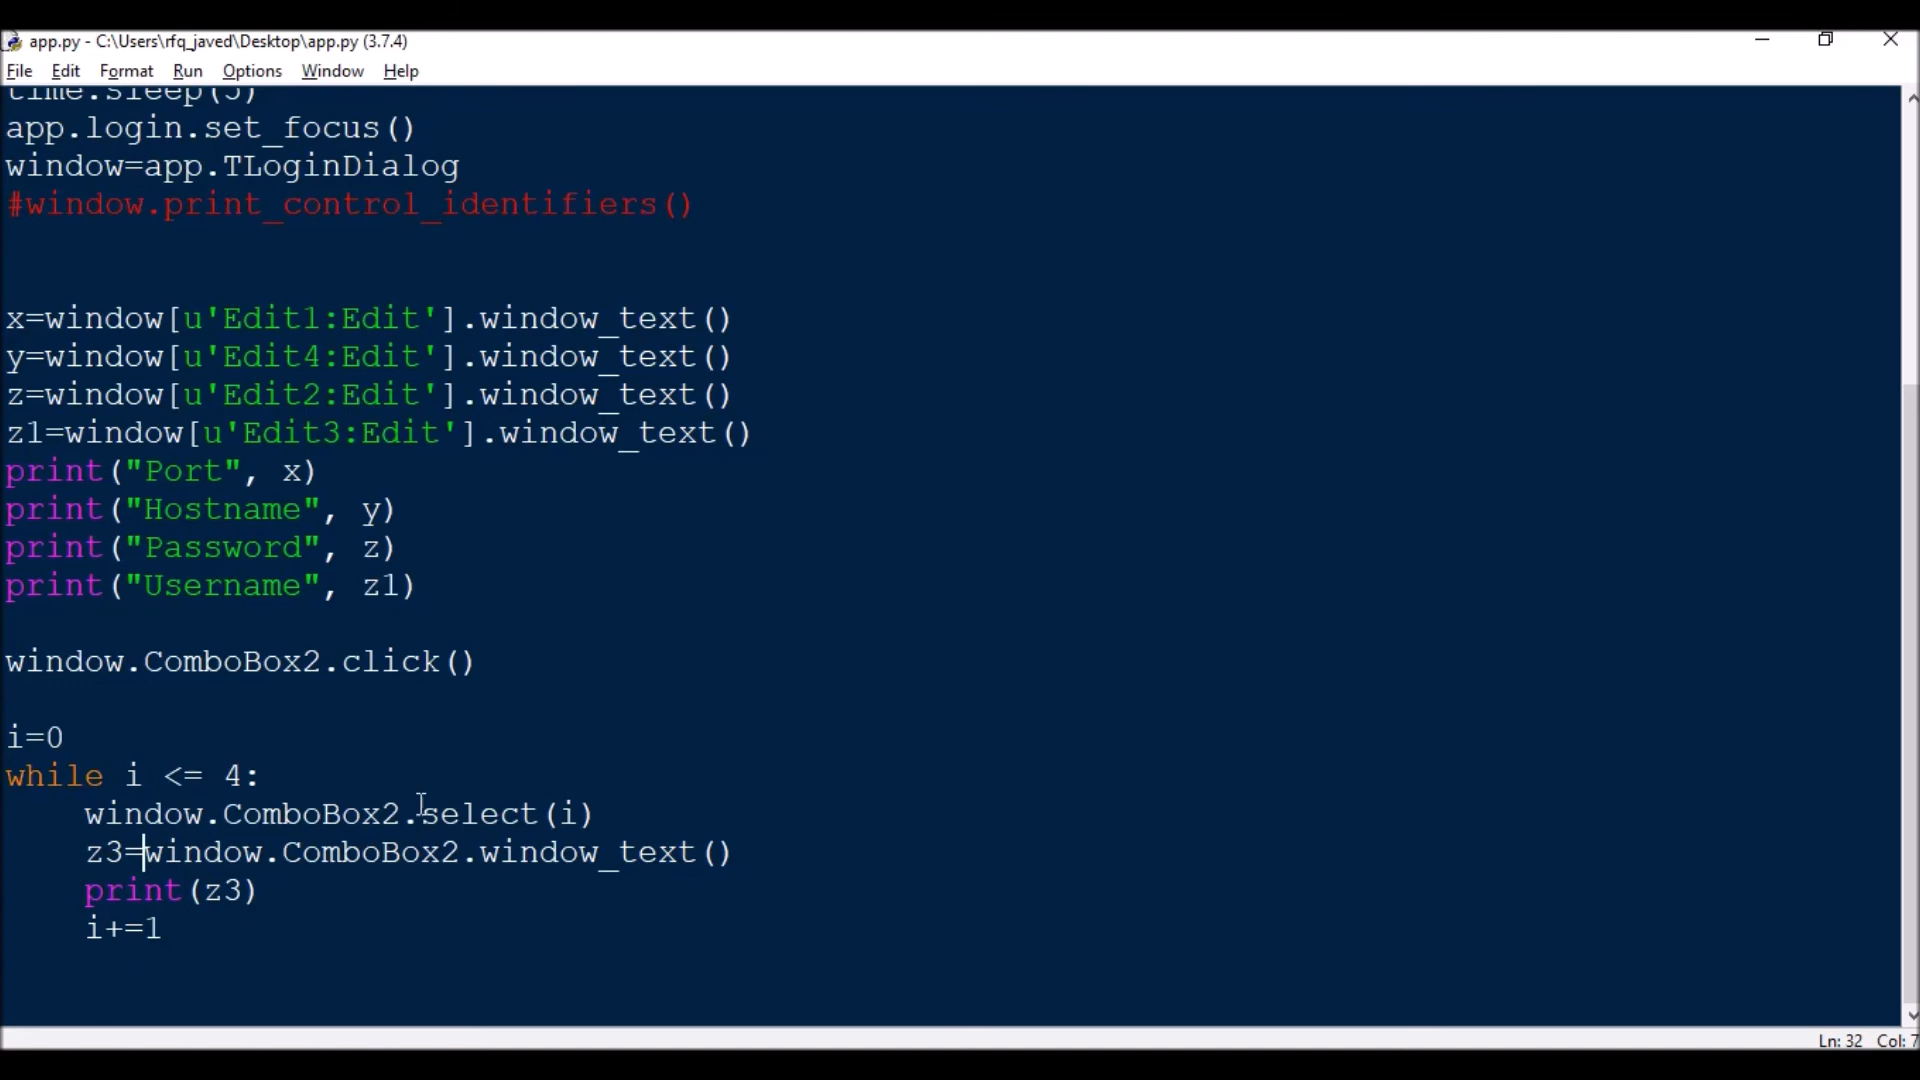 app.py - C:\Users\rfq_javed\Desktop\app.py (3.7.4)
File Edit Format Run Options Window Help
time.sleep(5)
app.login.set_focus()
window=app.TLoginDialog
#window.print_control_identifiers()
x=window[u'Edit1:Edit'].window_text()
y=window[u'Edit4:Edit'].window_text()
z=window[u'Edit2:Edit'].window_text()
z1=window[u'Edit3:Edit'].window_text()
print("Port", x)
print("Hostname", y)
print("Password", z)
print("Username", z1)
window.ComboBox2.click()
i=0
while i <= 4:
window.ComboBox2.select(i)
z3=window.ComboBox2.window_text()
print(z3)
i+=1
Ln: 32 Col: 7